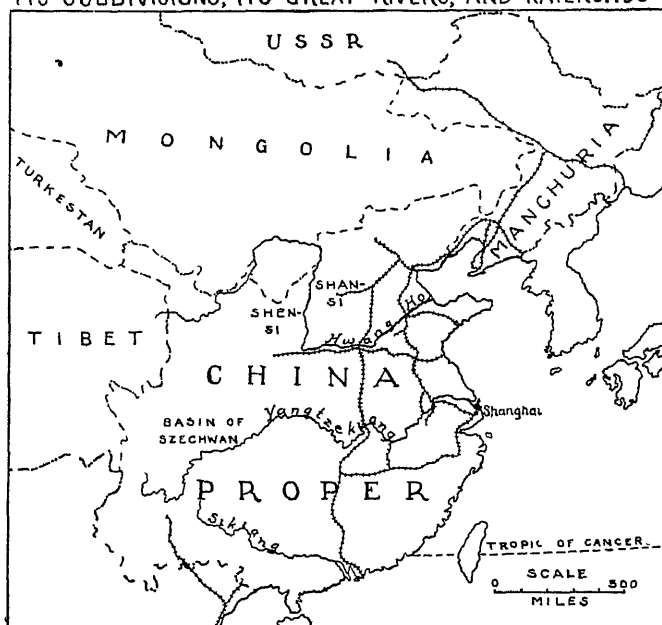 ITS SUBDIVISIONS, ITS GREAT RIVERS, AND RAILROADS
USSR
MONGOLIA
MANCHURIA
TURKESTAN
SHAN-
SI
SHEN-
SI
Hwang Ho
TIBET
CHINA
Shanghai
BASIN OF
SZECHWAN
Yangtzekiang
PROPER
Sikiang
TROPIC OF CANCER
SCALE
0 500
MILES